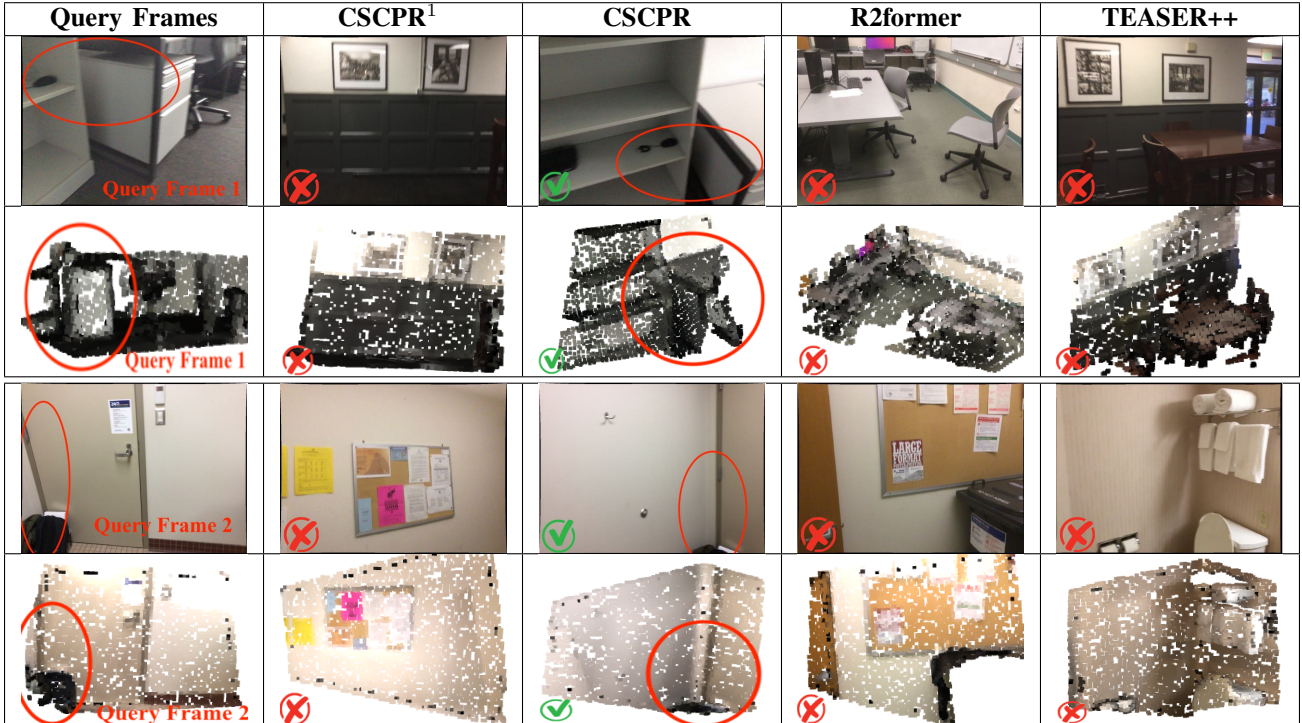 Query Frames CSCPR¹ CSCPR R2former TEASER++
Query Frame 1
Query Frame 1
LARGE
FORMAT
Query Frame 2
Query Frame 2